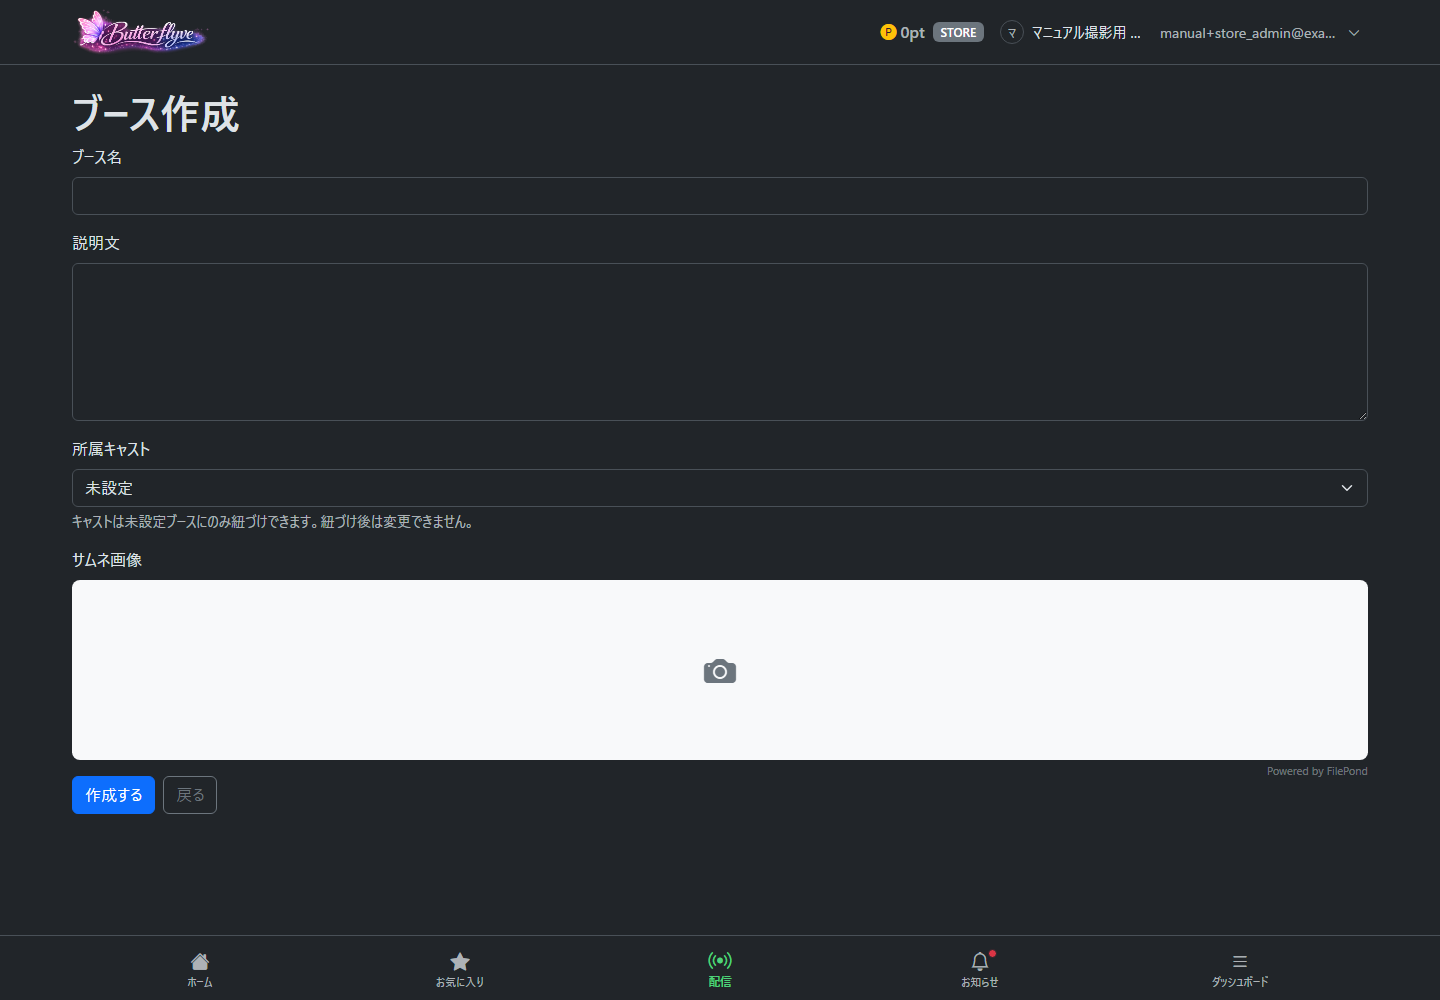 Butterflyve
P 0pt STORE マ マニュアル撮影用 ... manual+store_admin@exa...
ブース作成
ブース名
説明文
所属キャスト
未設定
キャストは未設定ブースにのみ紐づけできます。紐づけ後は変更できません。
サムネ画像
Powered by FilePond
作成する 戻る
ホーム お気に入り 配信 お知らせ ダッシュボード